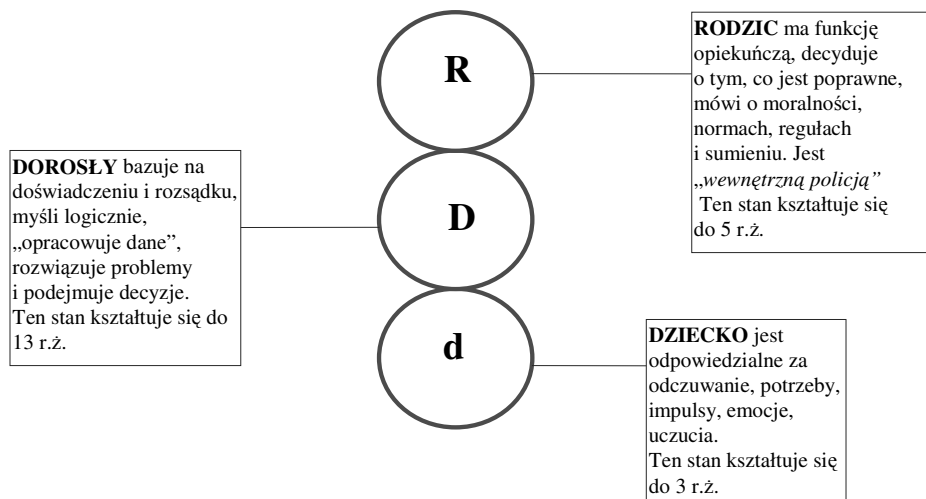 R
RODZIC ma funkcję
opiekuńczą, decyduje
o tym, co jest poprawne,
mówi o moralności,
normach, regułach
i sumieniu. Jest
„wewnętrzną policją”
Ten stan kształtuje się
do 5 r.ż.
DOROSŁY bazuje na
doświadczeniu i rozsądku,
myśli logicznie,
„opracowuje dane”,
rozwiązuje problemy
i podejmuje decyzje.
Ten stan kształtuje się do
13 r.ż.
D
d
DZIECKO jest
odpowiedzialne za
odczuwanie, potrzeby,
impulsy, emocje,
uczucia.
Ten stan kształtuje się
do 3 r.ż.